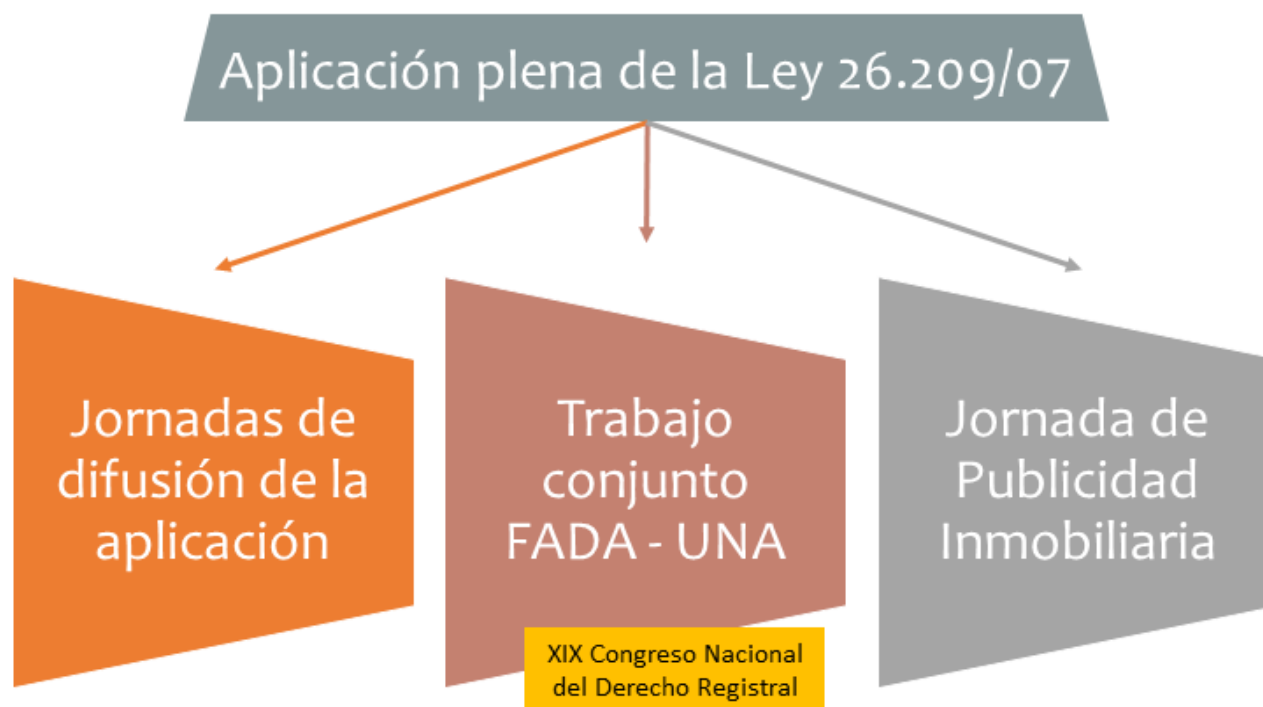 Aplicación plena de la Ley 26.209/07
Jornadas de
difusión de la
aplicación
Trabajo
conjunto
FADA - UNA
XIX Congreso Nacional
del Derecho Registral
Jornada de
Publicidad
Inmobiliaria